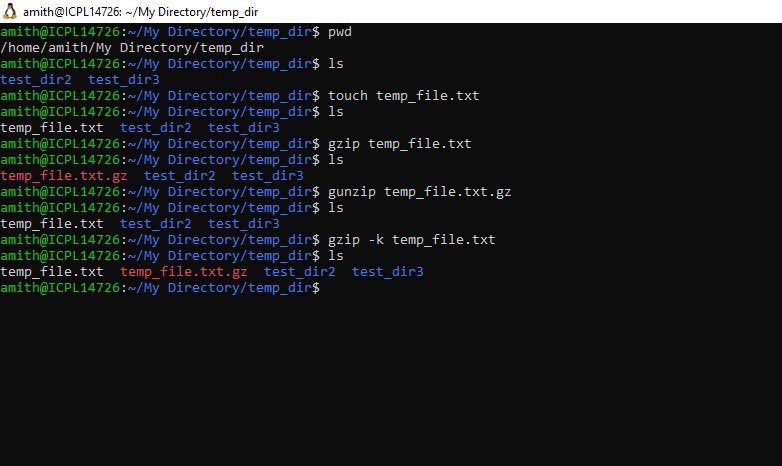 amith@ICPL14726: ~/My Directory/temp_dir
amith@ICPL14726:~/My Directory/temp_dir$ pwd
/home/amith/My Directory/temp_dir
amith@ICPL14726:~/My Directory/temp_dir$ ls
test_dir2  test_dir3
amith@ICPL14726:~/My Directory/temp_dir$ touch temp_file.txt
amith@ICPL14726:~/My Directory/temp_dir$ ls
temp_file.txt  test_dir2  test_dir3
amith@ICPL14726:~/My Directory/temp_dir$ gzip temp_file.txt
amith@ICPL14726:~/My Directory/temp_dir$ ls
temp_file.txt.gz  test_dir2  test_dir3
amith@ICPL14726:~/My Directory/temp_dir$ gunzip temp_file.txt.gz
amith@ICPL14726:~/My Directory/temp_dir$ ls
temp_file.txt  test_dir2  test_dir3
amith@ICPL14726:~/My Directory/temp_dir$ gzip -k temp_file.txt
amith@ICPL14726:~/My Directory/temp_dir$ ls
temp_file.txt  temp_file.txt.gz  test_dir2  test_dir3
amith@ICPL14726:~/My Directory/temp_dir$